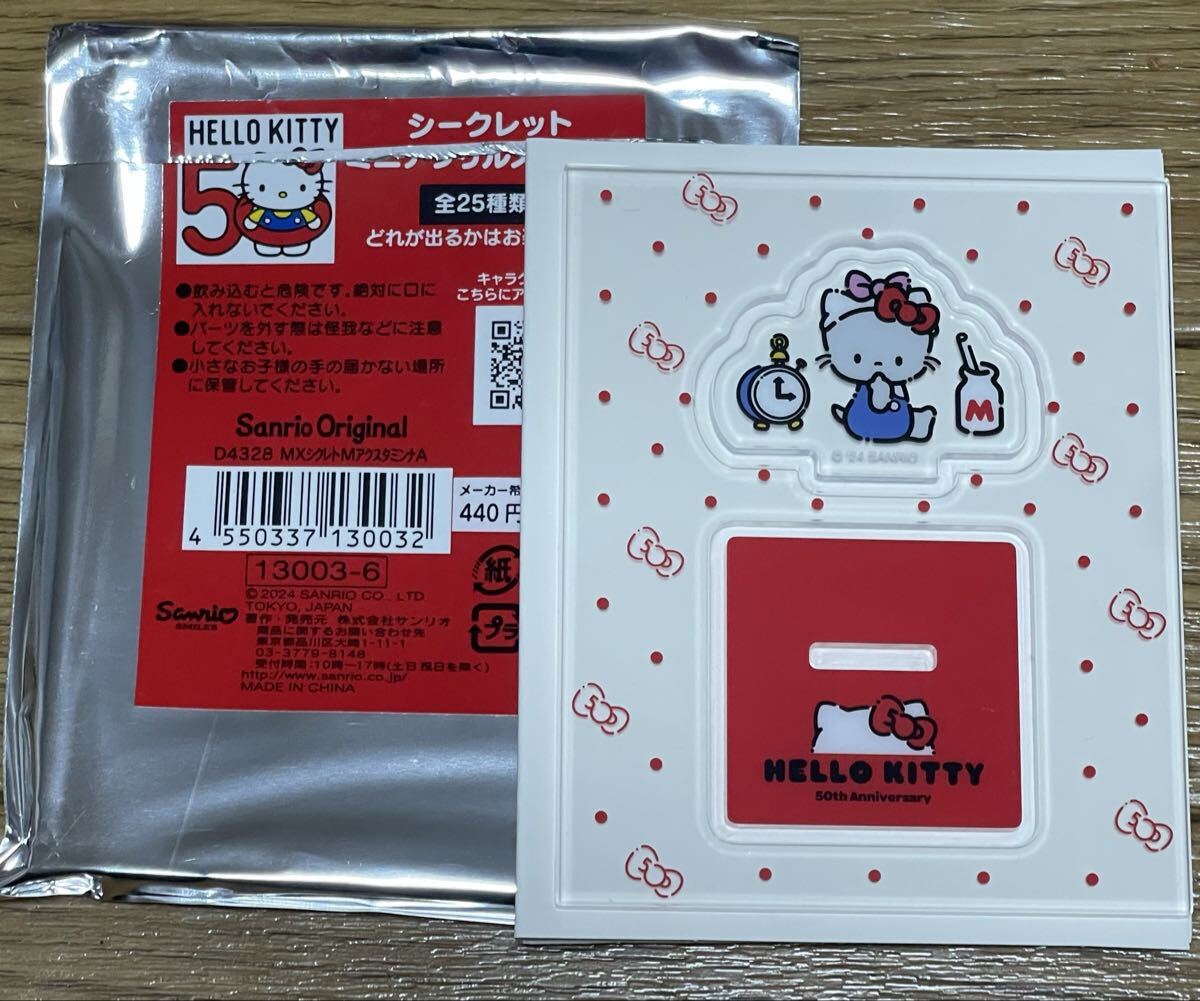 HELLO KITTY
50
シークレット
全25種類
どれが出るかはお
キャラク
こちらにア
●飲み込むと危険です。絶対に口に
入れないでください。
●パーツを外す際は怪我などに注意
してください。
●小さなお子様の手の届かない場所
に保管してください。
Sanrio Original
D4328 MXシクレトMアクスタミンナA
4 550337 130032
メーカー希
440円
13003-6
紙
プラ
© 2024 SANRIO CO., LTD
TOKYO, JAPAN
著作・発売元 株式会社サンリオ
商品に関するお問い合わせ先
東京都品川区大崎1-11-1
03-3779-8148
受付時間:10時〜17時(土日祝日を除く)
http://www.sanrio.co.jp/
MADE IN CHINA
Sanrio
SMILES
M
© '24 SANRIO
HELLO KITTY
50th Anniversary